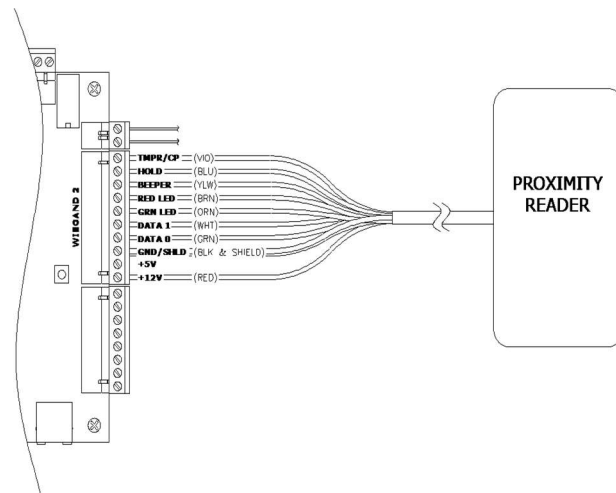 WIEGAND 2
TMPR/CP (VIO)
HOLD (BLU)
BEEPER (YLW)
RED LED (BRN)
GRN LED (ORN)
DATA 1 (WHT)
DATA 0 (GRN)
GND/SHLD (BLK & SHIELD)
+5V
+12V (RED)
PROXIMITY
READER